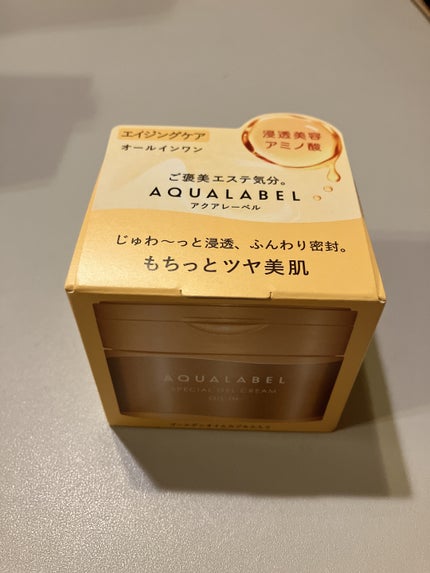 エイジングケア
オールインワン
浸透美容
アミノ酸
ご褒美エステ気分。
AQUALABEL
アクアレーベル
じゅわ〜っと浸透、ふんわり密封。
もちっとツヤ美肌
AQUALABEL
SPECIAL GEL CREAM
OIL IN